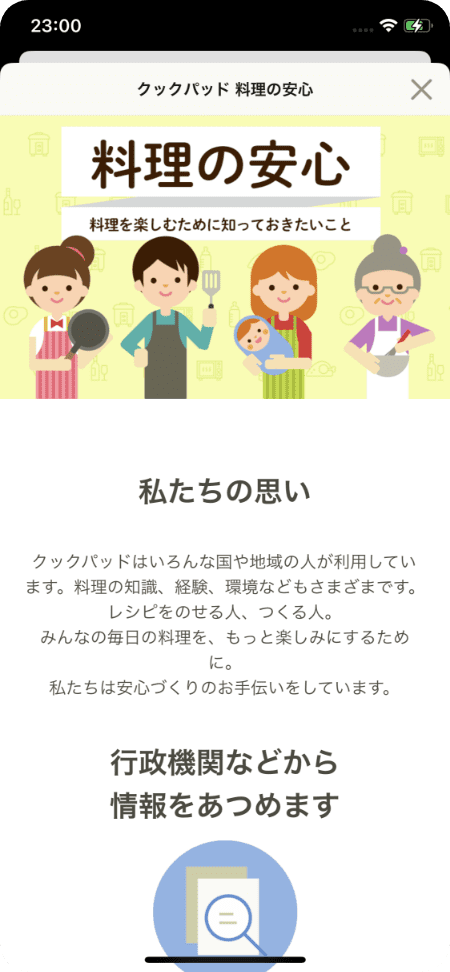 23:00
クックパッド 料理の安心
料理の安心
料理を楽しむために知っておきたいこと
私たちの思い
クックパッドはいろんな国や地域の人が利用してい
ます。料理の知識、経験、環境などもさまざまです。
レシピをのせる人、つくる人。
みんなの毎日の料理を、もっと楽しみにするため
に。
私たちは安心づくりのお手伝いをしています。
行政機関などから
情報をあつめます